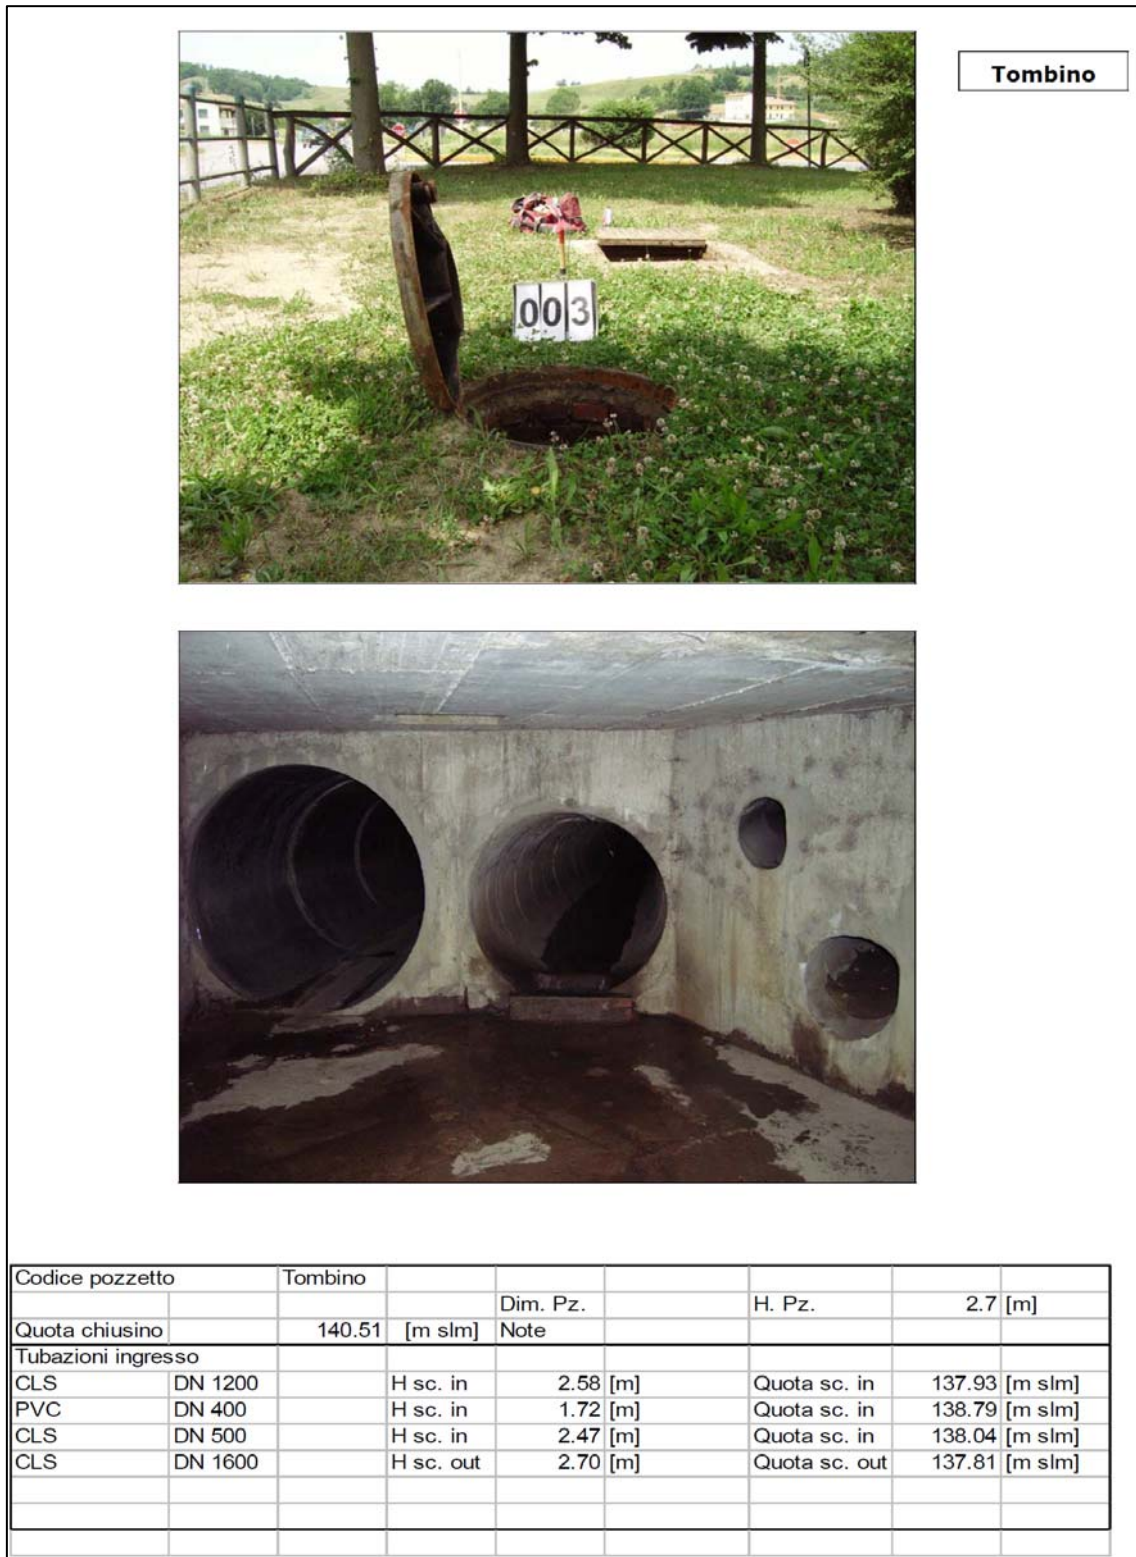 Tombino
003
Codice pozzetto Tombino
Dim. Pz. H. Pz. 2.7 [m]
Quota chiusino 140.51 [m slm] Note
Tubazioni ingresso
CLS DN 1200 H sc. in 2.58 [m] Quota sc. in 137.93 [m slm]
PVC DN 400 H sc. in 1.72 [m] Quota sc. in 138.79 [m slm]
CLS DN 500 H sc. in 2.47 [m] Quota sc. in 138.04 [m slm]
CLS DN 1600 H sc. out 2.70 [m] Quota sc. out 137.81 [m slm]